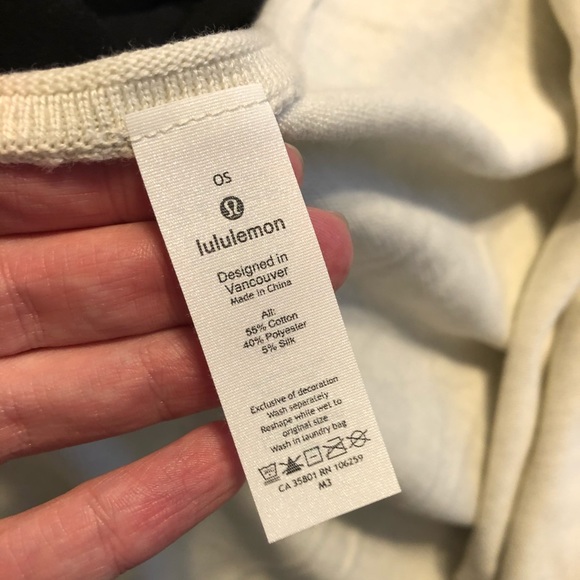 OS
lululemon
Designed in
Vancouver
Made in China
All:
55% Cotton
40% Polyester
5% Silk
Exclusive of decoration
Wash separately
Reshape while wet to
original size
Wash in laundry bag
CA 35801 RN 106259
M3